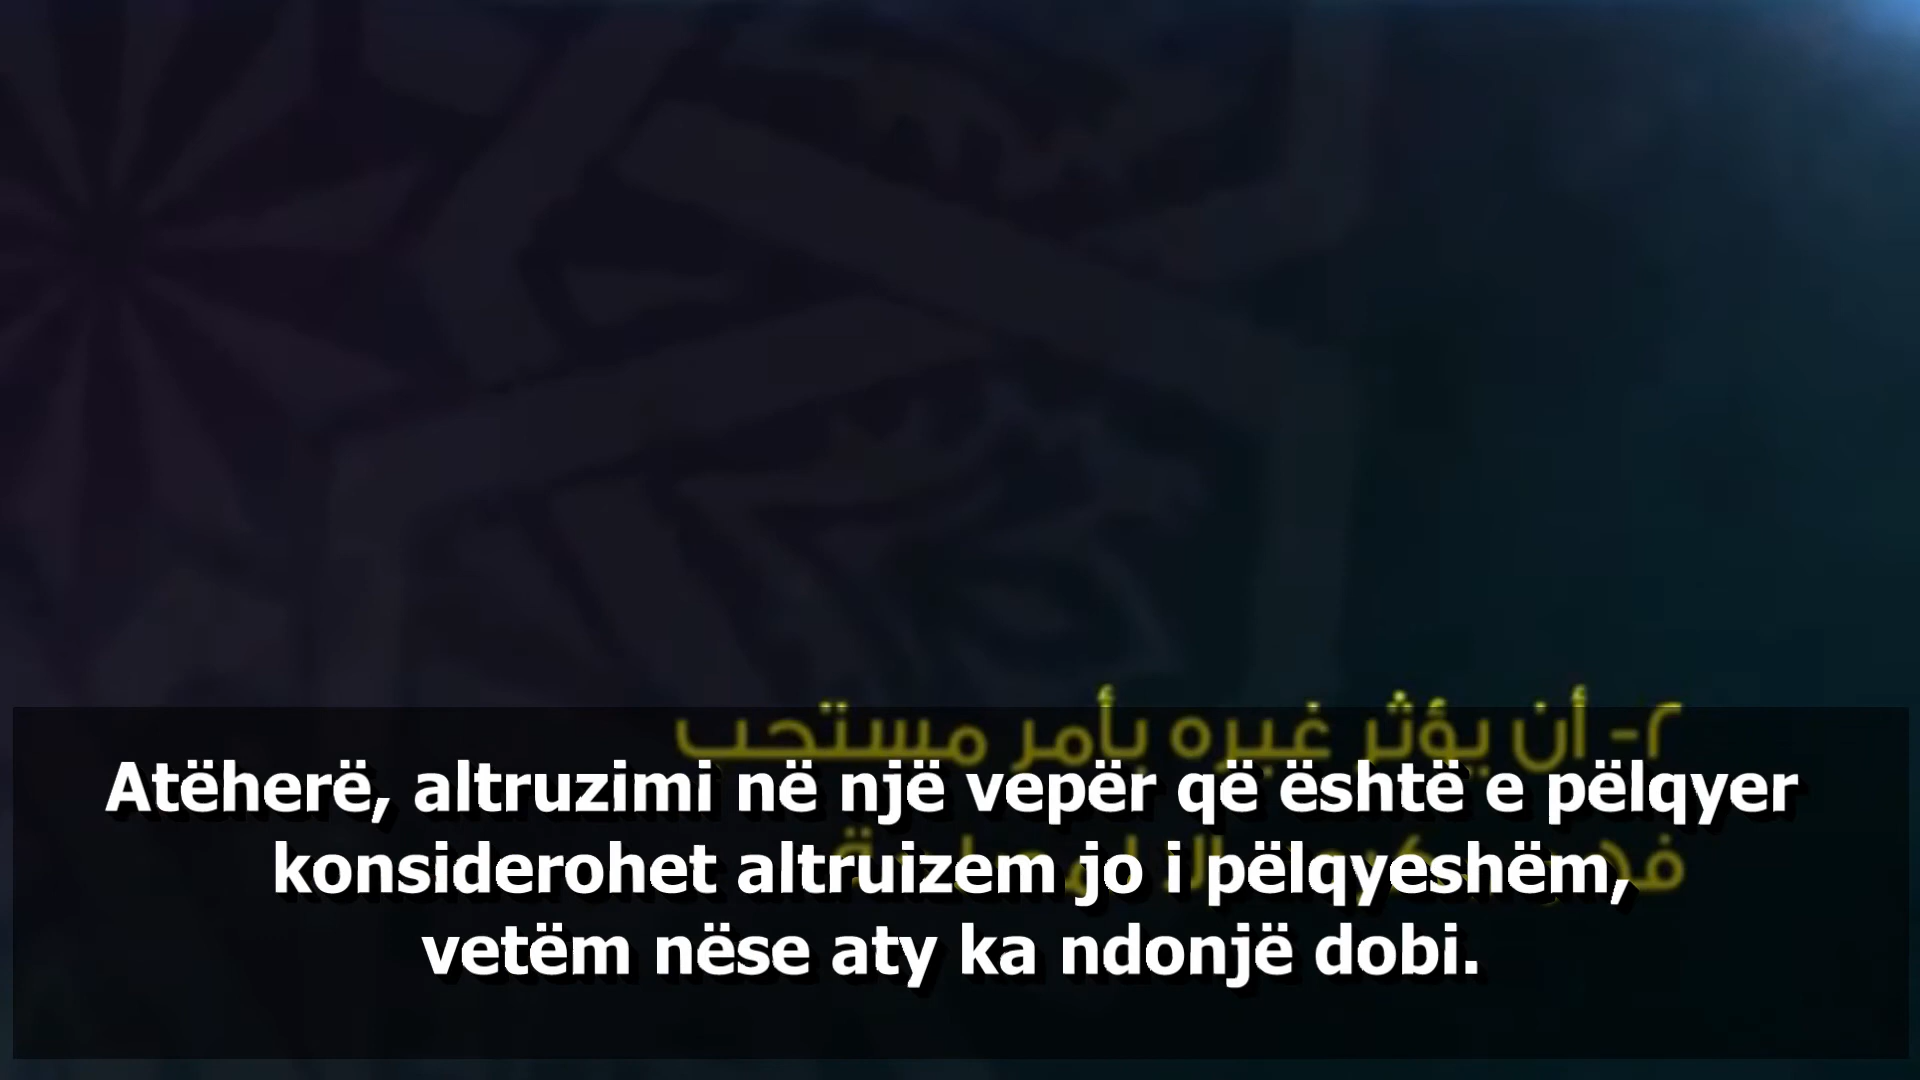 ٢- أن يؤثر غيره بأمر مستحب
Atëherë, altruzimi në një vepër që është e pëlqyer
konsiderohet altruizem jo i pëlqyeshëm,
vetëm nëse aty ka ndonjë dobi.